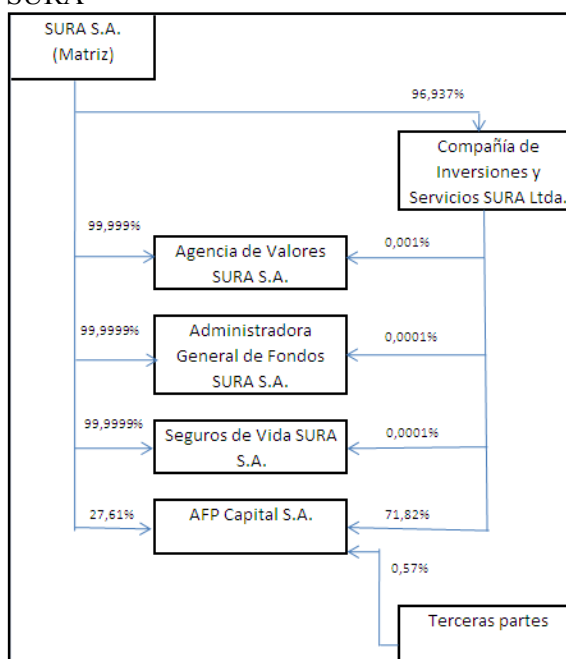 SURA
SURA S.A.
(Matriz)
96,937%
Compañía de
Inversiones y
Servicios SURA Ltda.
99,999%
Agencia de Valores
SURA S.A.
0,001%
99,9999%
Administradora
General de Fondos
SURA S.A.
0,0001%
99,9999%
Seguros de Vida SURA
S.A.
0,0001%
27,61%
AFP Capital S.A.
71,82%
0,57%
Terceras partes